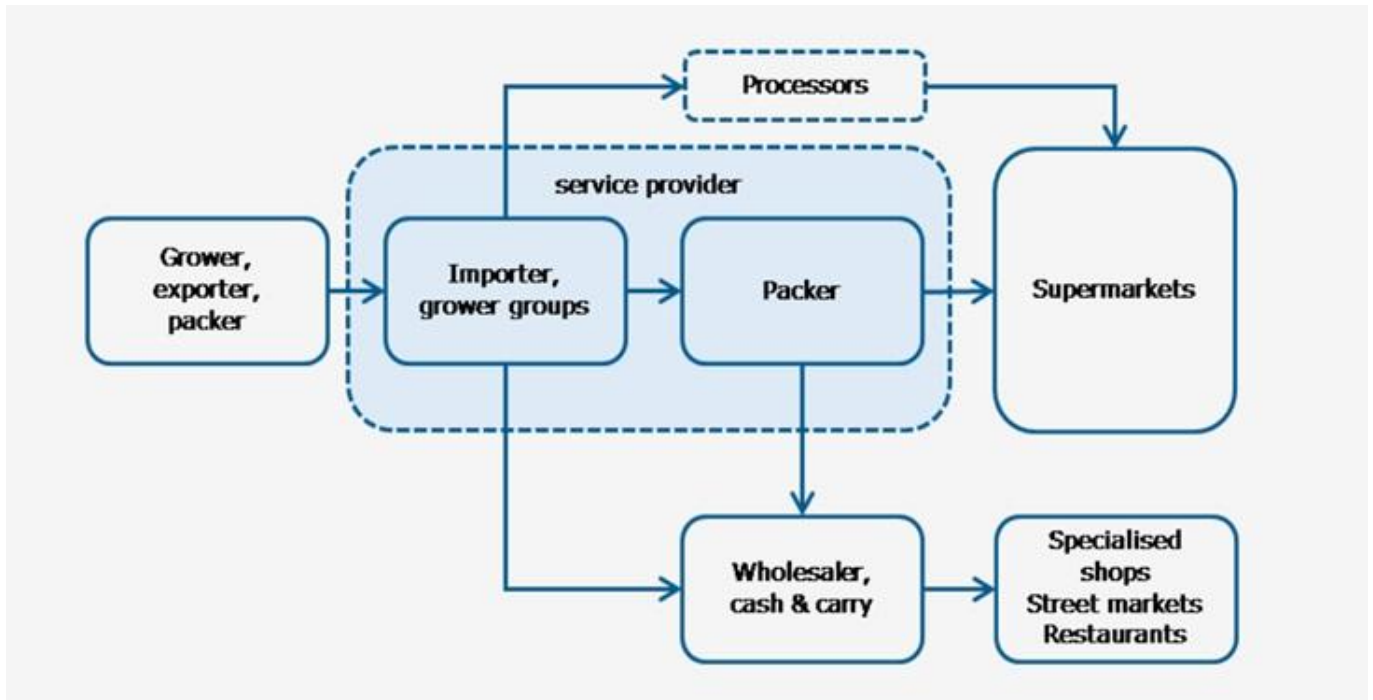 Processors
service provider
Grower,
exporter,
packer
Importer,
grower groups
Packer
Supermarkets
Wholesaler,
cash & carry
Specialised
shops
Street markets
Restaurants